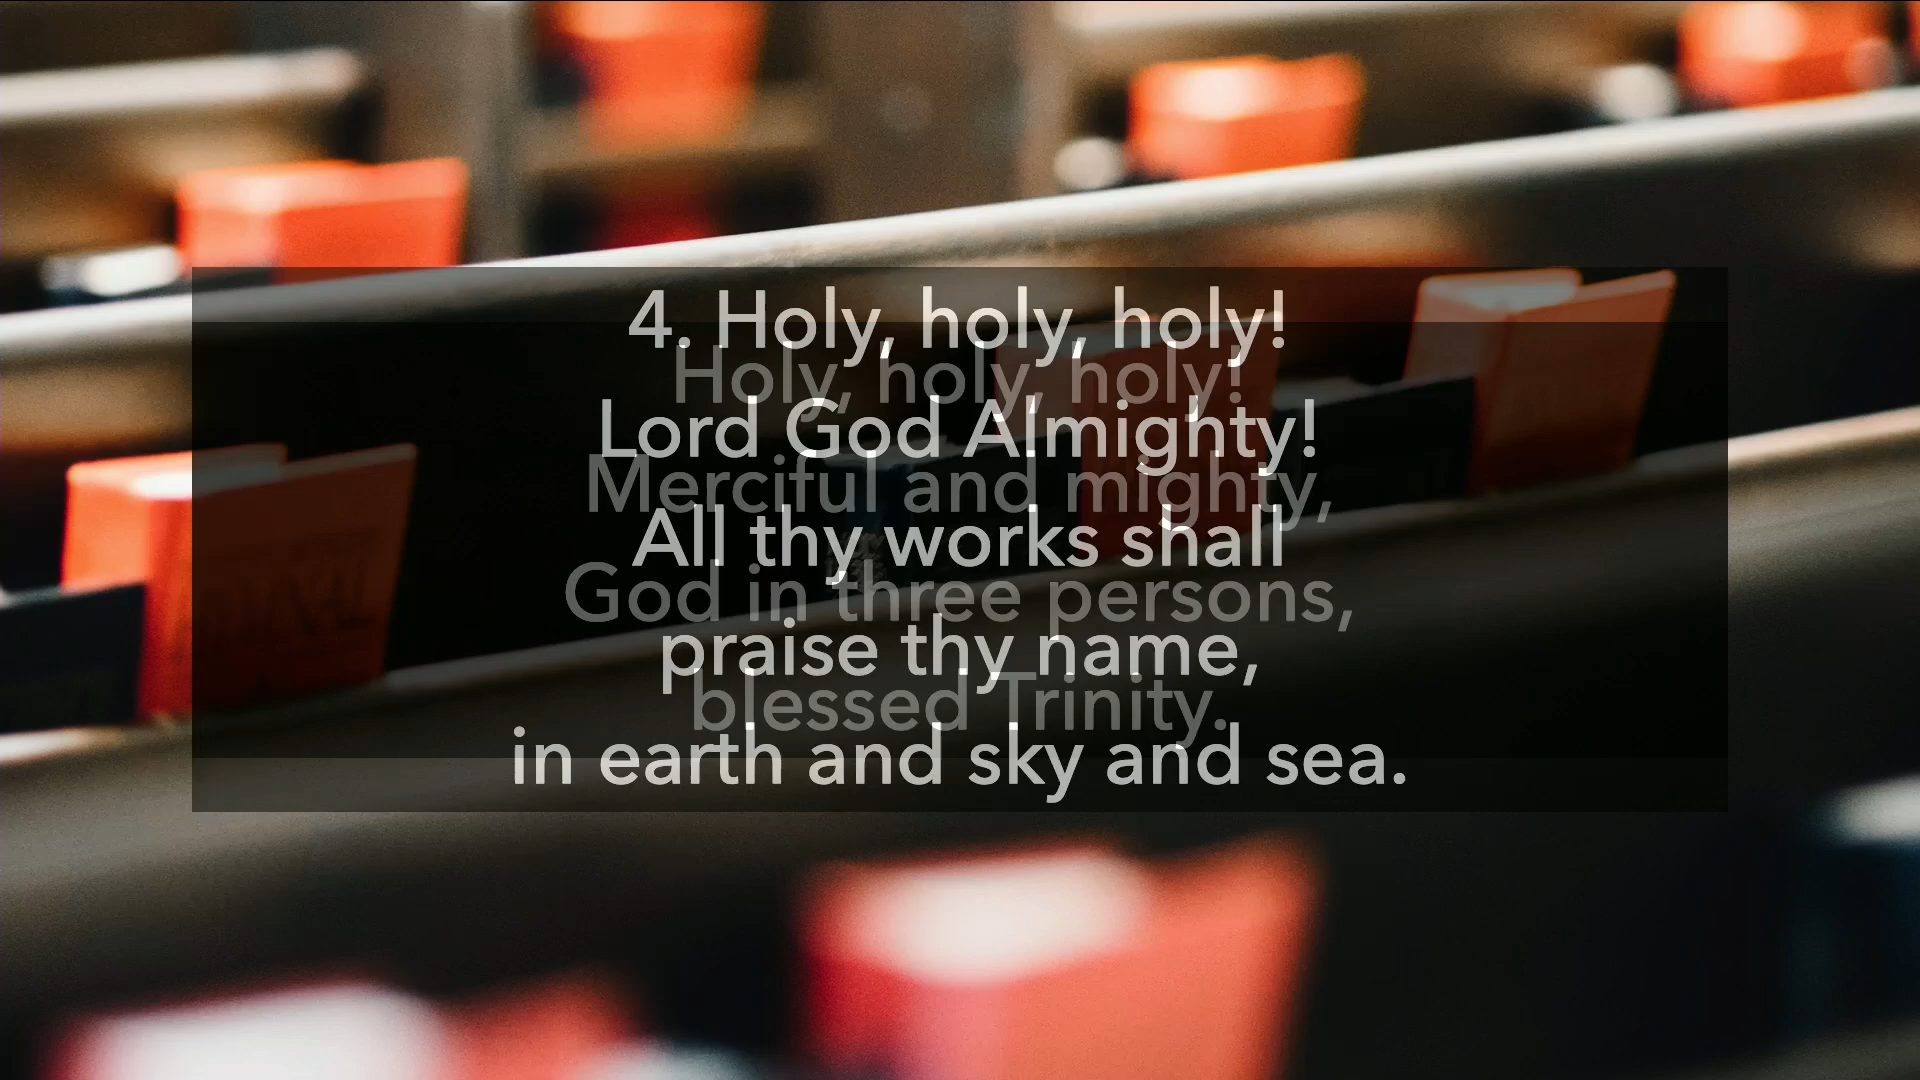 4. Holy, holy, holy!
Lord God Almighty!
All thy works shall
praise thy name,
in earth and sky and sea.
Holy, holy, holy!
Merciful and mighty,
God in three persons,
blessed Trinity.